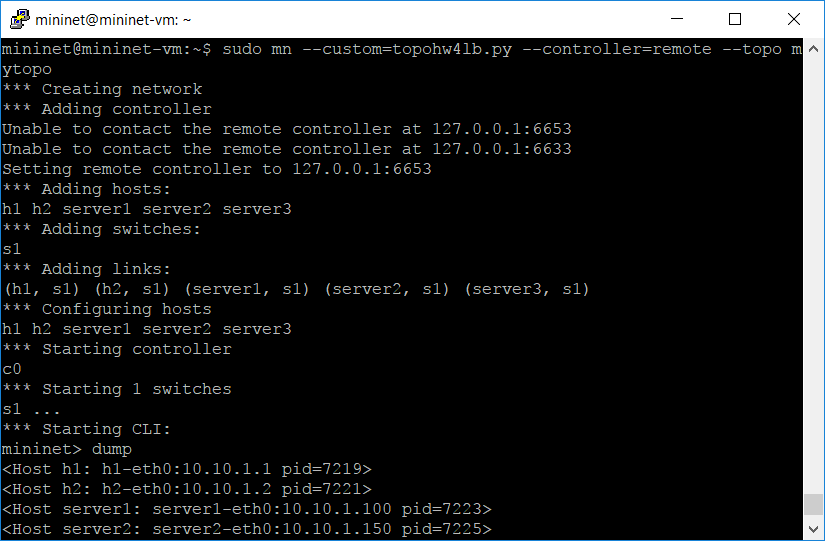 mininet@mininet-vm: ~
mininet@mininet-vm:~$ sudo mn --custom=topohw4lb.py --controller=remote --topo m
ytopo
*** Creating network
*** Adding controller
Unable to contact the remote controller at 127.0.0.1:6653
Unable to contact the remote controller at 127.0.0.1:6633
Setting remote controller to 127.0.0.1:6653
*** Adding hosts:
h1 h2 server1 server2 server3
*** Adding switches:
s1
*** Adding links:
(h1, s1) (h2, s1) (server1, s1) (server2, s1) (server3, s1)
*** Configuring hosts
h1 h2 server1 server2 server3
*** Starting controller
c0
*** Starting 1 switches
s1 ...
*** Starting CLI:
mininet> dump
<Host h1: h1-eth0:10.10.1.1 pid=7219>
<Host h2: h2-eth0:10.10.1.2 pid=7221>
<Host server1: server1-eth0:10.10.1.100 pid=7223>
<Host server2: server2-eth0:10.10.1.150 pid=7225>